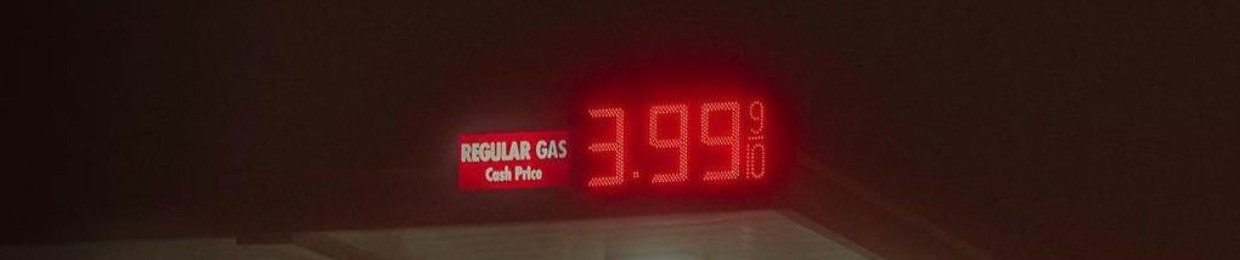 REGULAR GAS
Cash Price
3.99 9/10